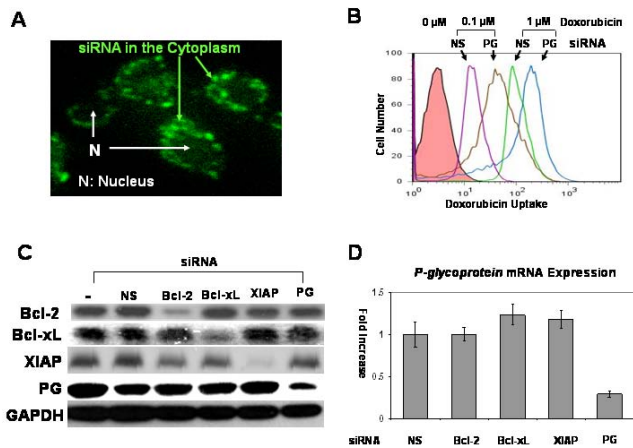 A
siRNA in the Cytoplasm
N
N: Nucleus
B
0 µM 0.1 µM 1 µM Doxorubicin
NS PG NS PG siRNA
Cell Number
100
80
60
40
20
0
10¹ 10² 10³
Doxorubicin Uptake
C
siRNA
- NS Bcl-2 Bcl-xL XIAP PG
Bcl-2
Bcl-xL
XIAP
PG
GAPDH
D
P-glycoprotein mRNA Expression
Fold Increase
1.5
1
0.5
0
siRNA NS Bcl-2 Bcl-xL XIAP PG